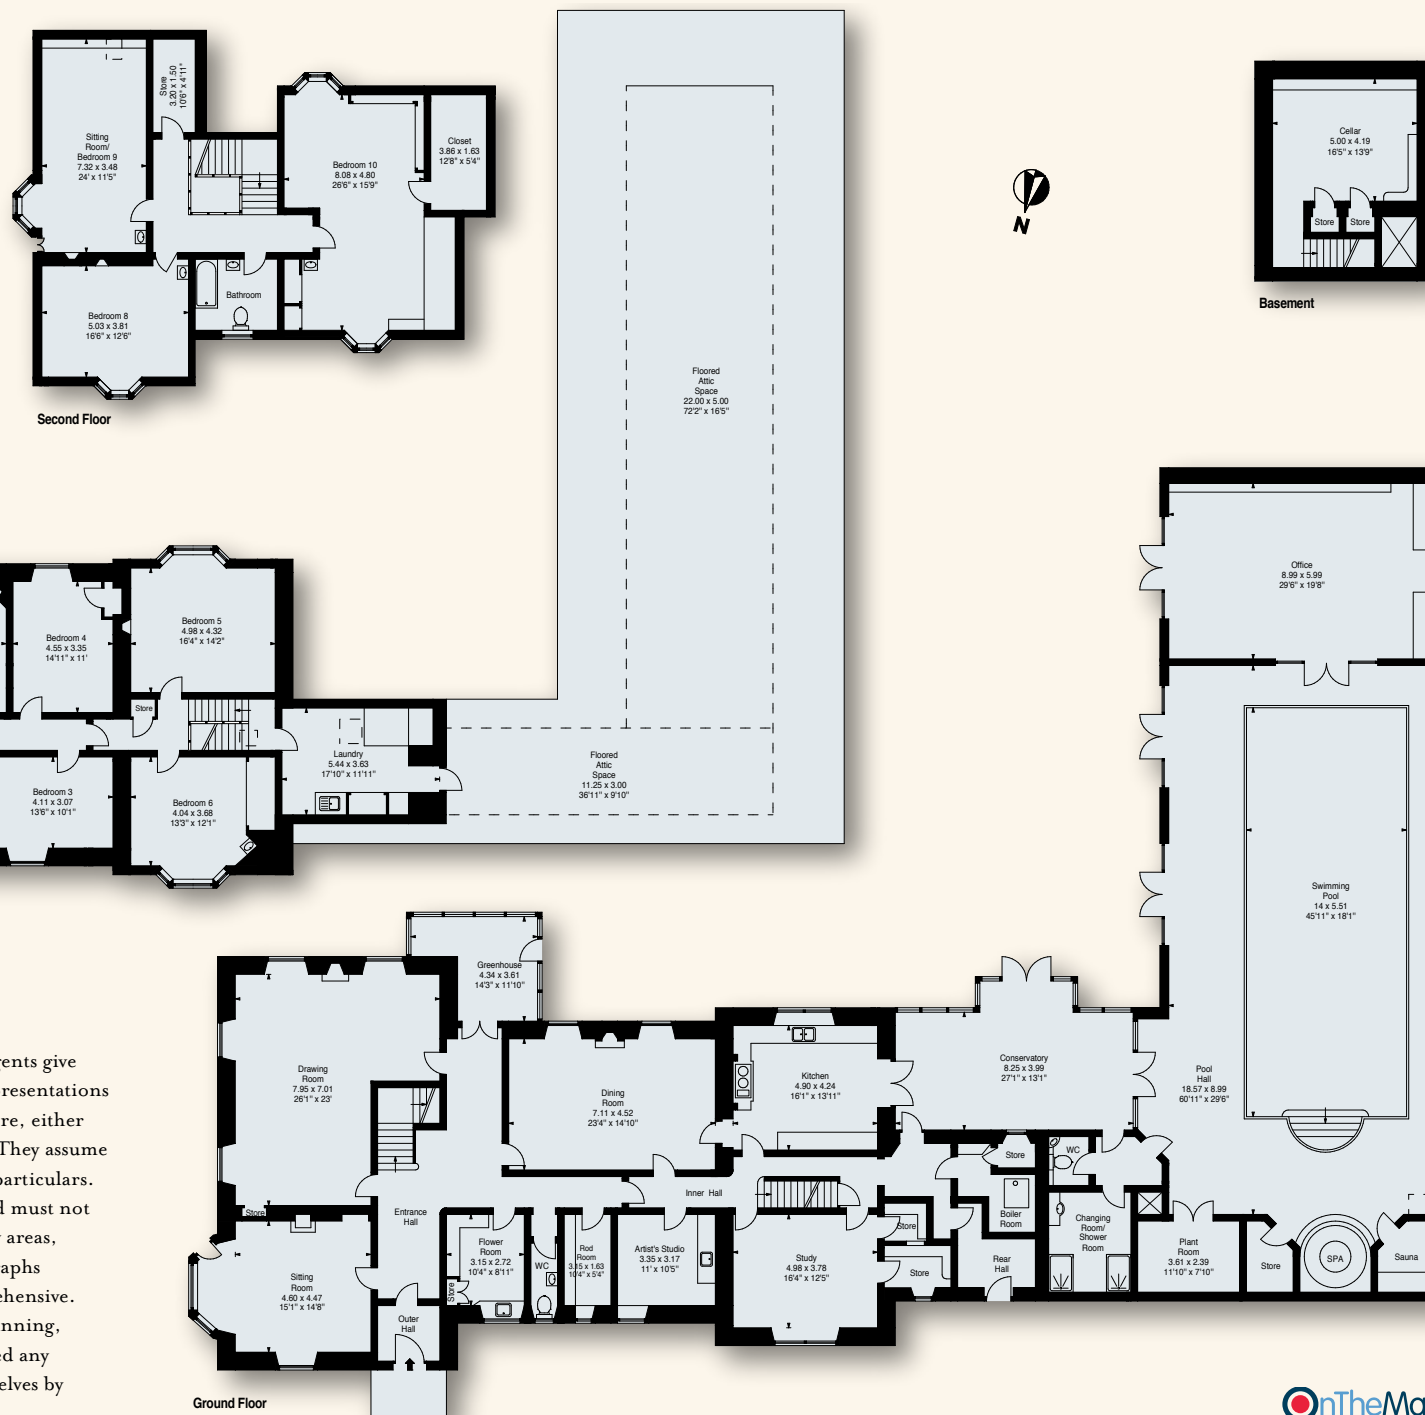 Sitting
Room/
Bedroom 9
7.32 x 3.48
24' x 11'5"
Store
3.20 x 1.50
10'6" x 4'11"
Bedroom 10
8.08 x 4.80
26'6" x 15'9"
Closet
3.86 x 1.63
12'8" x 5'4"
Bedroom 8
5.03 x 3.81
16'6" x 12'6"
Bathroom
Second Floor
N
Cellar
5.00 x 4.19
16'5" x 13'9"
Store
Store
Basement
Floored
Attic
Space
22.00 x 5.00
72'2" x 16'5"
Bedroom 4
4.55 x 3.35
14'11" x 11'
Bedroom 5
4.98 x 4.32
16'4" x 14'2"
Store
Bedroom 3
4.11 x 3.07
13'6" x 10'1"
Bedroom 6
4.04 x 3.68
13'3" x 12'1"
Laundry
5.44 x 3.63
17'10" x 11'11"
Floored
Attic
Space
11.25 x 3.00
36'11" x 9'10"
Office
8.99 x 5.99
29'6" x 19'8"
Swimming
Pool
14 x 5.51
45'11" x 18'1"
Pool
Hall
18.57 x 8.99
60'11" x 29'6"
Greenhouse
4.34 x 3.61
14'3" x 11'10"
Drawing
Room
7.95 x 7.01
26'1" x 23'
Dining
Room
7.11 x 4.52
23'4" x 14'10"
Kitchen
4.90 x 4.24
16'1" x 13'11"
Conservatory
8.25 x 3.99
27'1" x 13'1"
Store
WC
Inner Hall
Boiler
Room
Entrance
Hall
Store
Sitting
Room
4.60 x 4.47
15'1" x 14'8"
Flower
Room
3.15 x 2.72
10'4" x 8'11"
Store
WC
Rod
Room
3.15 x 1.63
10'4" x 5'4"
Artist's Studio
3.35 x 3.17
11' x 10'5"
Study
4.98 x 3.78
16'4" x 12'5"
Store
Store
Rear
Hall
Changing
Room/
Shower
Room
Plant
Room
3.61 x 2.39
11'10" x 7'10"
Store
SPA
Sauna
Outer
Hall
Ground Floor
gents give
presentations
re, either
They assume
particulars.
d must not
areas,
aphs
ehensive.
nning,
ed any
elves by
OnTheMa